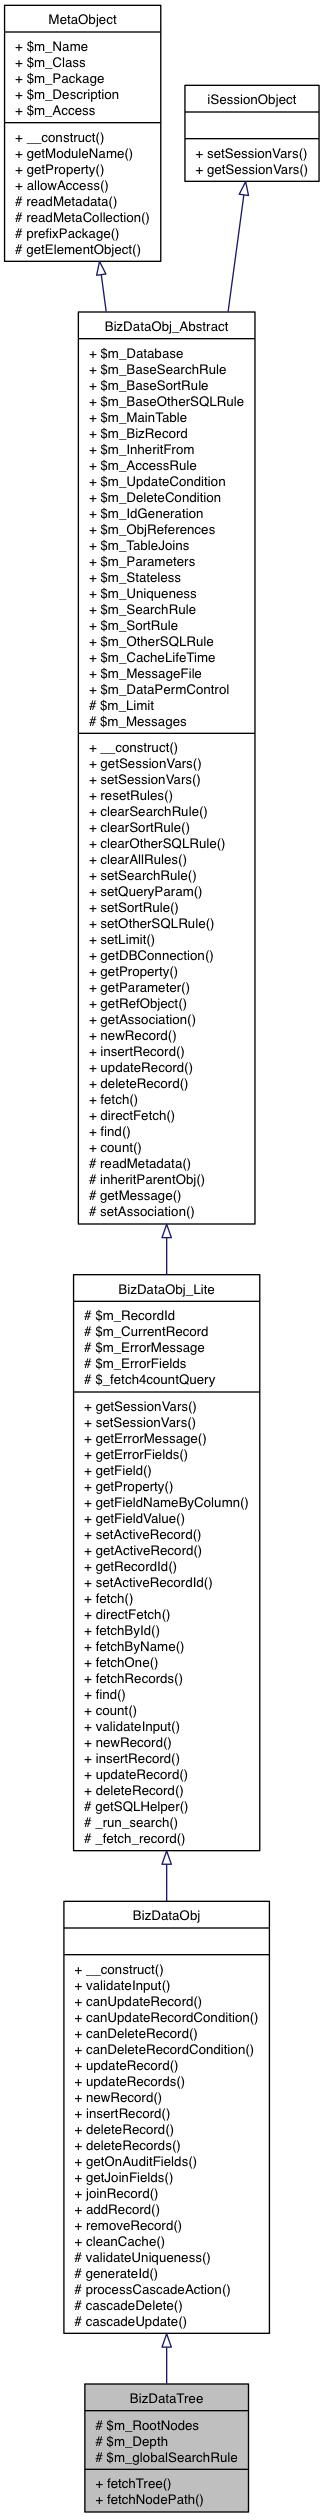 MetaObject
+ $m_Name
+ $m_Class
+ $m_Package
+ $m_Description
+ $m_Access
+ __construct()
+ getModuleName()
+ getProperty()
+ allowAccess()
# readMetadata()
# readMetaCollection()
# prefixPackage()
# getElementObject()
iSessionObject
+ setSessionVars()
+ getSessionVars()
BizDataObj_Abstract
+ $m_Database
+ $m_BaseSearchRule
+ $m_BaseSortRule
+ $m_BaseOtherSQLRule
+ $m_MainTable
+ $m_BizRecord
+ $m_InheritFrom
+ $m_AccessRule
+ $m_UpdateCondition
+ $m_DeleteCondition
+ $m_IdGeneration
+ $m_ObjReferences
+ $m_TableJoins
+ $m_Parameters
+ $m_Stateless
+ $m_Uniqueness
+ $m_SearchRule
+ $m_SortRule
+ $m_OtherSQLRule
+ $m_CacheLifeTime
+ $m_MessageFile
+ $m_DataPermControl
# $m_Limit
# $m_Messages
+ __construct()
+ getSessionVars()
+ setSessionVars()
+ resetRules()
+ clearSearchRule()
+ clearSortRule()
+ clearOtherSQLRule()
+ clearAllRules()
+ setSearchRule()
+ setQueryParam()
+ setSortRule()
+ setOtherSQLRule()
+ setLimit()
+ getDBConnection()
+ getProperty()
+ getParameter()
+ getRefObject()
+ getAssociation()
+ newRecord()
+ insertRecord()
+ updateRecord()
+ deleteRecord()
+ fetch()
+ directFetch()
+ find()
+ count()
# readMetadata()
# inheritParentObj()
# getMessage()
# setAssociation()
BizDataObj_Lite
# $m_RecordId
# $m_CurrentRecord
# $m_ErrorMessage
# $m_ErrorFields
# $_fetch4countQuery
+ getSessionVars()
+ setSessionVars()
+ getErrorMessage()
+ getErrorFields()
+ getField()
+ getProperty()
+ getFieldNameByColumn()
+ getFieldValue()
+ setActiveRecord()
+ getActiveRecord()
+ getRecordId()
+ setActiveRecordId()
+ fetch()
+ directFetch()
+ fetchById()
+ fetchByName()
+ fetchOne()
+ fetchRecords()
+ find()
+ count()
+ validateInput()
+ newRecord()
+ insertRecord()
+ updateRecord()
+ deleteRecord()
# getSQLHelper()
# _run_search()
# _fetch_record()
BizDataObj
+ __construct()
+ validateInput()
+ canUpdateRecord()
+ canUpdateRecordCondition()
+ canDeleteRecord()
+ canDeleteRecordCondition()
+ updateRecord()
+ updateRecords()
+ newRecord()
+ insertRecord()
+ deleteRecord()
+ deleteRecords()
+ getOnAuditFields()
+ getJoinFields()
+ joinRecord()
+ addRecord()
+ removeRecord()
+ cleanCache()
# validateUniqueness()
# generateId()
# processCascadeAction()
# cascadeDelete()
# cascadeUpdate()
BizDataTree
# $m_RootNodes
# $m_Depth
# $m_globalSearchRule
+ fetchTree()
+ fetchNodePath()